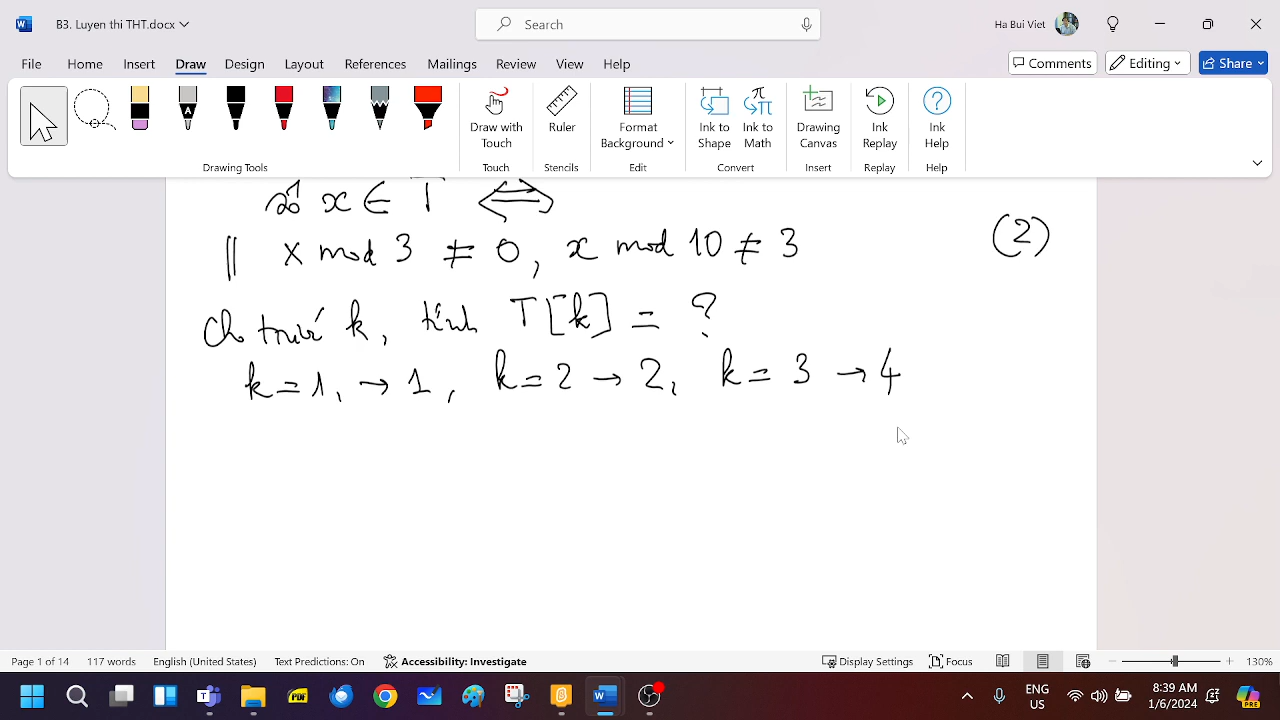 B3. Luyen thi THT.docx
Search
Ha Bui Viet
File Home Insert Draw Design Layout References Mailings Review View Help
Comments Editing Share
Draw with Touch
Ruler
Format Background
Ink to Shape
Ink to Math
Drawing Canvas
Ink Replay
Ink Help
Drawing Tools Touch Stencils Edit Convert Insert Replay Help
số x ∈ T ⇔
|| x mod 3 ≠ 0, x mod 10 ≠ 3 (2)
Cho trước k, tính T[k] = ?
k = 1, → 1, k = 2 → 2, k = 3 → 4
Page 1 of 14 117 words English (United States) Text Predictions: On Accessibility: Investigate Display Settings Focus 130%
PDF
ENG
US
8:39 AM
1/6/2024
PRE